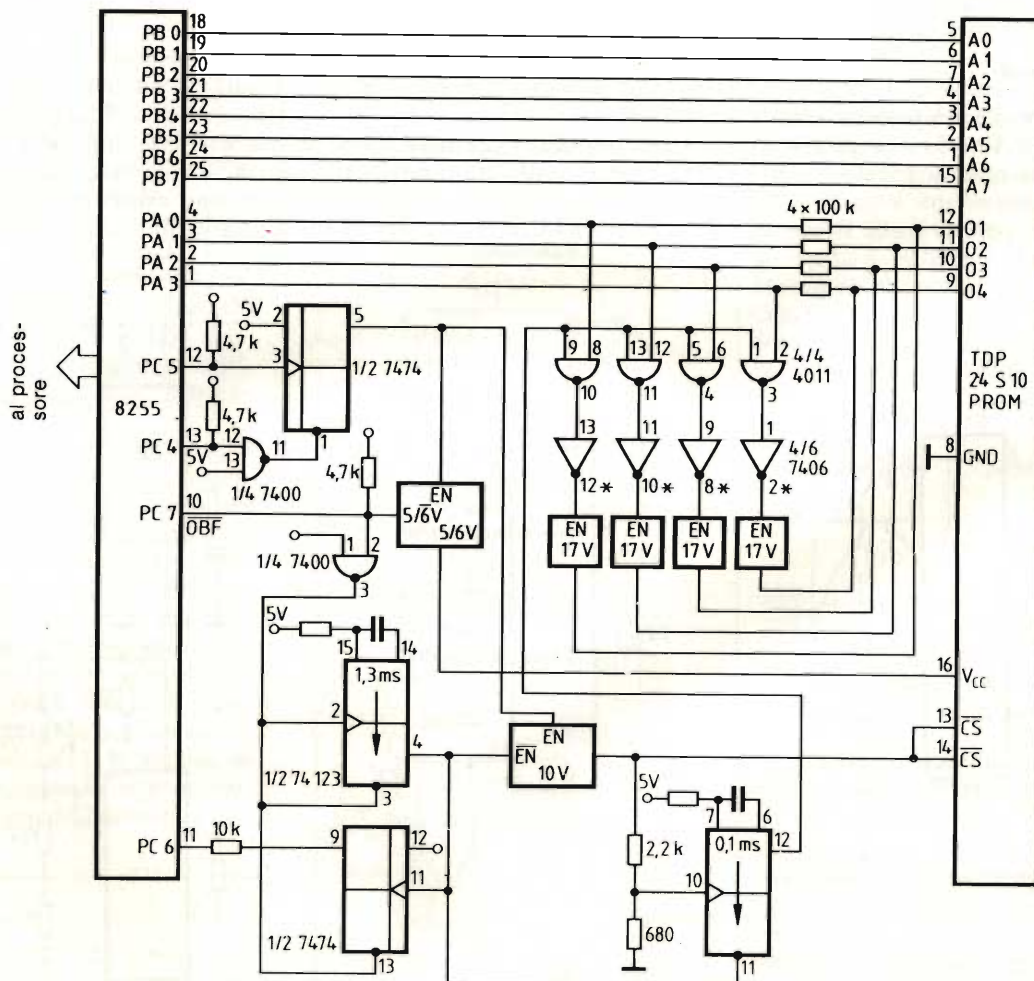 PB 0 18 5 A0
PB 1 19 6 A1
PB 2 20 7 A2
PB 3 21 4 A3
PB4 22 3 A4
PB5 23 2 A5
PB 6 24 1 A6
PB7 25 15 A7
4 × 100 k
PA 0 4 12 O1
PA 1 3 11 O2
PA 2 2 10 O3
PA 3 1 9 O4
al proces-
sore
5V 2 5
4,7 k
PC 5 12 3
1/2 7474
9 8 13 12 5 6 1 2
4/4
4011
10 11 4 3
TDP
24 S 10
PROM
8255
4,7 k
PC 4 13 12 11 1
5V 13
1/4 7400
4,7 k
13 11 9 1
4/6
7406
12* 10* 8* 2*
8 GND
PC 7 10
OBF
EN
5/6V
5/6V
EN
17 V
EN
17 V
EN
17 V
EN
17 V
1/4 7400 1 2
3
5V
15 14
1,3 ms
2 4
1/2 74 123 3
EN
EN
10 V
16 VCC
13 CS
14 CS
5V
7 6
0,1 ms
12
2,2 k
10
680
11
PC 6 11 10 k 9 12
11
1/2 7474
13